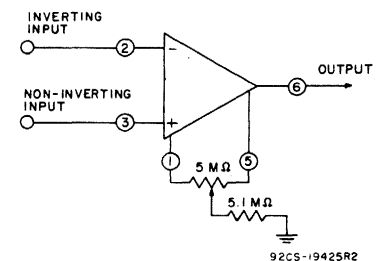 INVERTING
INPUT
2
-
NON-INVERTING
INPUT
3
+
6
OUTPUT
1
5 MΩ
5
5.1 MΩ
92CS-19425R2